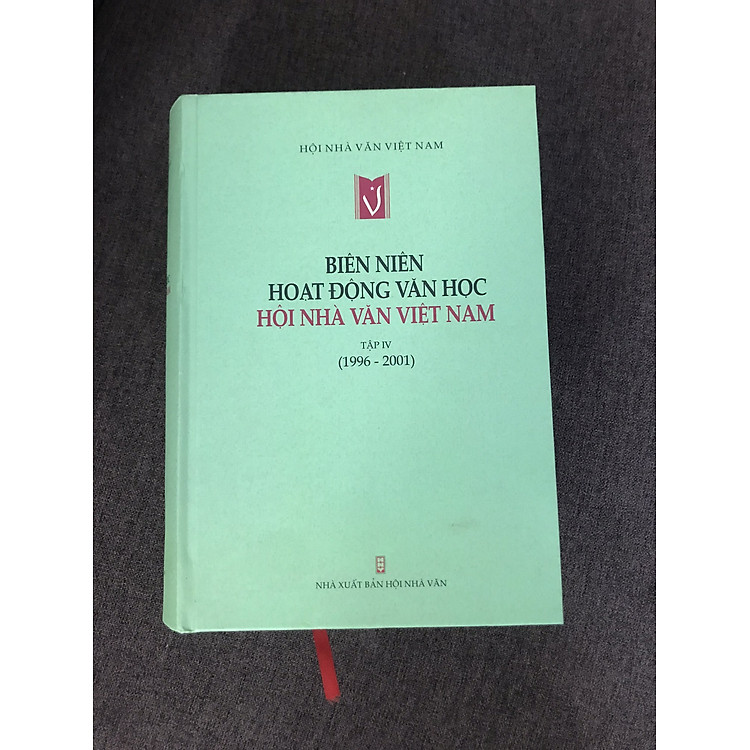 HỘI NHÀ VĂN VIỆT NAM
BIÊN NIÊN
HOẠT ĐỘNG VĂN HỌC
HỘI NHÀ VĂN VIỆT NAM
TẬP IV
(1996 - 2001)
NHÀ XUẤT BẢN HỘI NHÀ VĂN